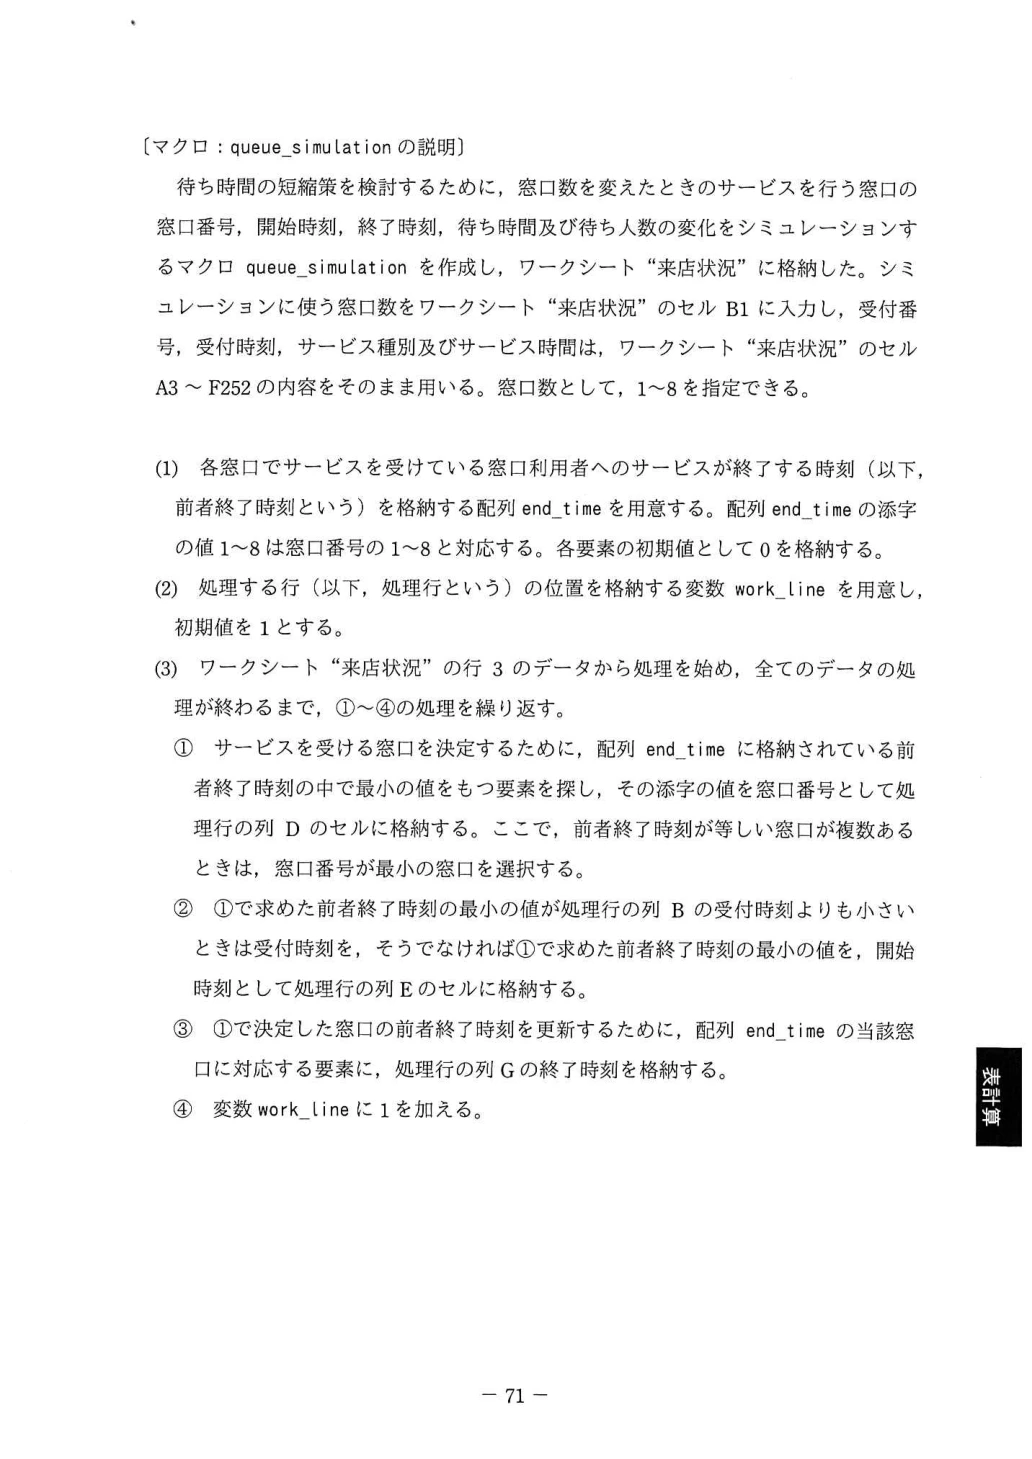 〔マクロ：queue_simulation の説明〕
待ち時間の短縮策を検討するために，窓口数を変えたときのサービスを行う窓口の
窓口番号，開始時刻，終了時刻，待ち時間及び待ち人数の変化をシミュレーションす
るマクロ queue_simulation を作成し，ワークシート“来店状況”に格納した。シミ
ュレーションに使う窓口数をワークシート“来店状況”のセル B1 に入力し，受付番
号，受付時刻，サービス種別及びサービス時間は，ワークシート“来店状況”のセル
A3 ～ F252 の内容をそのまま用いる。窓口数として，1～8 を指定できる。
(1) 各窓口でサービスを受けている窓口利用者へのサービスが終了する時刻（以下，
前者終了時刻という）を格納する配列 end_time を用意する。配列 end_time の添字
の値 1～8 は窓口番号の 1～8 と対応する。各要素の初期値として 0 を格納する。
(2) 処理する行（以下，処理行という）の位置を格納する変数 work_line を用意し，
初期値を 1 とする。
(3) ワークシート“来店状況”の行 3 のデータから処理を始め，全てのデータの処
理が終わるまで，①～④の処理を繰り返す。
① サービスを受ける窓口を決定するために，配列 end_time に格納されている前
者終了時刻の中で最小の値をもつ要素を探し，その添字の値を窓口番号として処
理行の列 D のセルに格納する。ここで，前者終了時刻が等しい窓口が複数ある
ときは，窓口番号が最小の窓口を選択する。
② ①で求めた前者終了時刻の最小の値が処理行の列 B の受付時刻よりも小さい
ときは受付時刻を，そうでなければ①で求めた前者終了時刻の最小の値を，開始
時刻として処理行の列 E のセルに格納する。
③ ①で決定した窓口の前者終了時刻を更新するために，配列 end_time の当該窓
口に対応する要素に，処理行の列 G の終了時刻を格納する。
④ 変数 work_line に 1 を加える。
表計算
－ 71 －